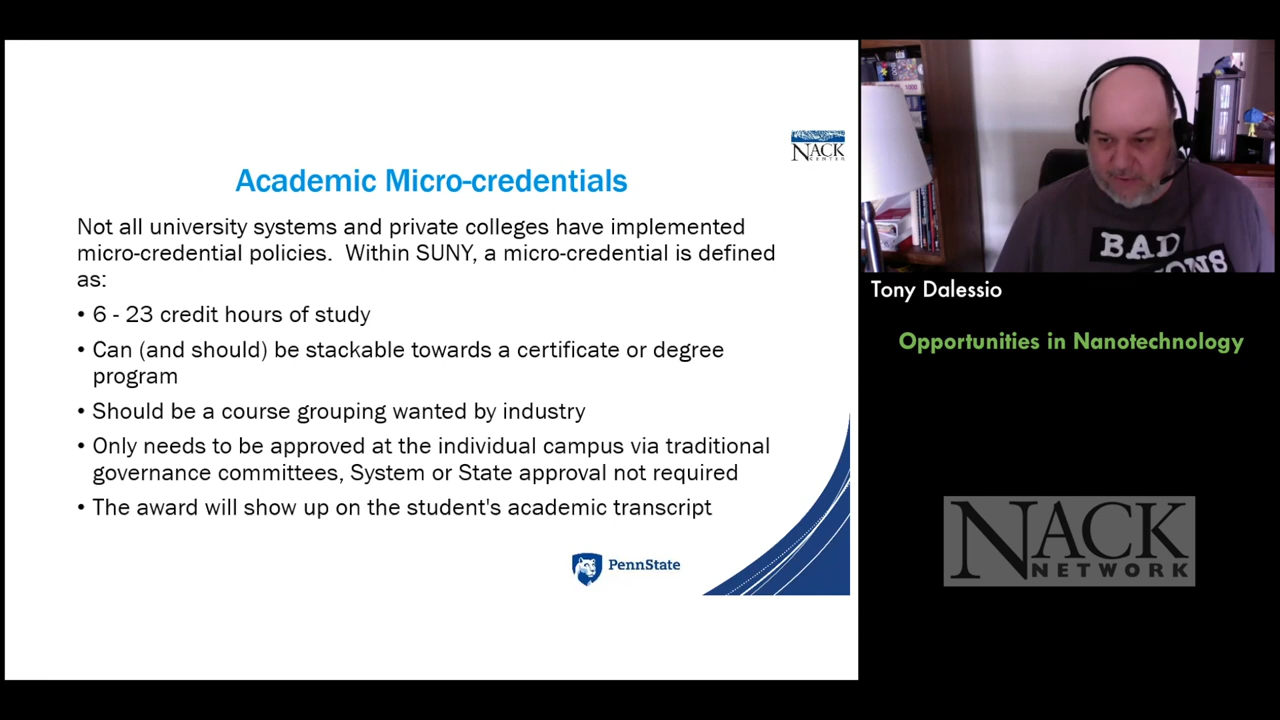 NACK
CENTER
Academic Micro-credentials
Not all university systems and private colleges have implemented
micro-credential policies.  Within SUNY, a micro-credential is defined
as:
• 6 - 23 credit hours of study
• Can (and should) be stackable towards a certificate or degree
program
• Should be a course grouping wanted by industry
• Only needs to be approved at the individual campus via traditional
governance committees, System or State approval not required
• The award will show up on the student's academic transcript
PennState
1000
BAD
Tony Dalessio
Opportunities in Nanotechnology
NACK
NETWORK